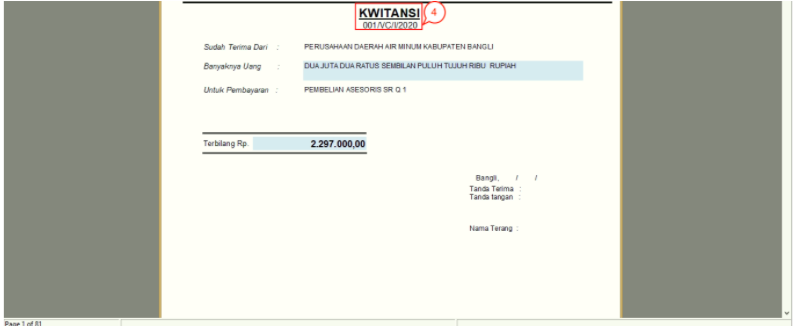 KWITANSI 4
001/VC/I/2020
Sudah Terima Dari : PERUSAHAAN DAERAH AIR MINUM KABUPATEN BANGLI
Banyaknya Uang : DUA JUTA DUA RATUS SEMBILAN PULUH TUJUH RIBU RUPIAH
Untuk Pembayaran : PEMBELIAN ASESORIS SR Q 1
Terbilang Rp. 2.297.000,00
Bangli, / /
Tanda Terima :
Tanda tangan :
Nama Terang :
Page 1 of 81